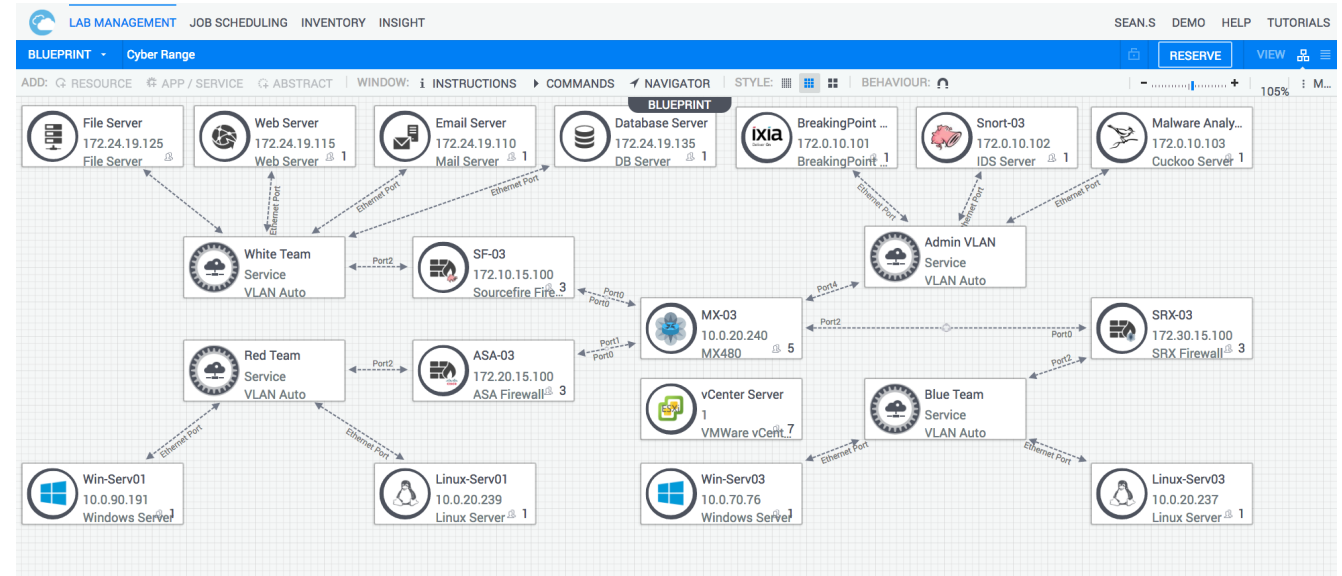 LAB MANAGEMENT JOB SCHEDULING INVENTORY INSIGHT SEAN.S DEMO HELP TUTORIALS
BLUEPRINT Cyber Range RESERVE VIEW
ADD: RESOURCE APP / SERVICE ABSTRACT WINDOW: INSTRUCTIONS COMMANDS NAVIGATOR STYLE: BEHAVIOUR: - + 105% M...
BLUEPRINT
File Server
172.24.19.125
File Server
Web Server
172.24.19.115
Web Server 1
Email Server
172.24.19.110
Mail Server 1
Database Server
172.24.19.135
DB Server 1
ixia
BreakingPoint ...
172.0.10.101
BreakingPoint ... 1
Snort-03
172.0.10.102
IDS Server 1
Malware Analy...
172.0.10.103
Cuckoo Server 1
Ethernet Port
Ethernet Port
Ethernet Port
Ethernet Port
Ethernet Port
Ethernet Port
White Team
Service
VLAN Auto
Port2
SF-03
172.10.15.100
Sourcefire Fire... 3
Port0
Port0
Admin VLAN
Service
VLAN Auto
Port4
MX-03
10.0.20.240
MX480 5
Port2
Port0
SRX-03
172.30.15.100
SRX Firewall 3
Red Team
Service
VLAN Auto
Port2
ASA-03
172.20.15.100
ASA Firewall 3
Port1
Port0
Port2
vCenter Server
1
VMWare vCent... 7
ESXi
Blue Team
Service
VLAN Auto
Ethernet Port
Ethernet Port
Ethernet Port
Ethernet Port
Win-Serv01
10.0.90.191
Windows Server 1
Linux-Serv01
10.0.20.239
Linux Server 1
Win-Serv03
10.0.70.76
Windows Server 1
Linux-Serv03
10.0.20.237
Linux Server 1